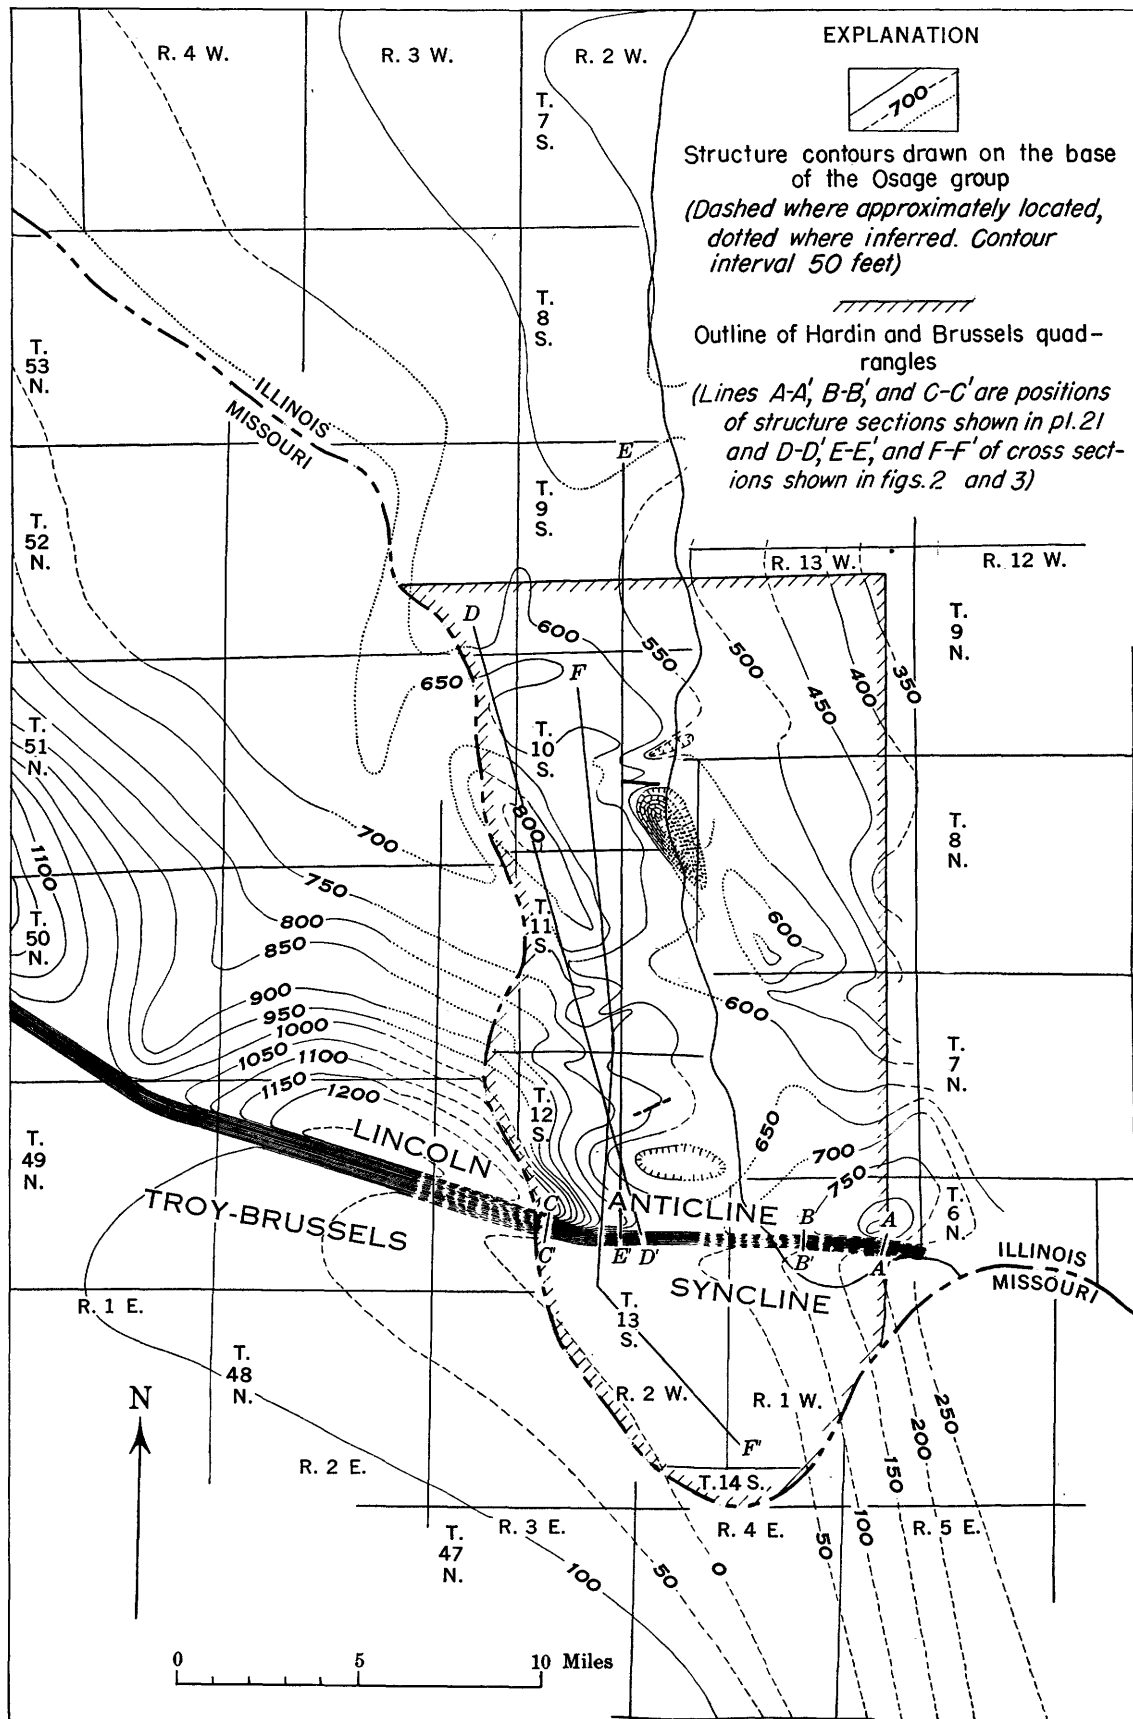 EXPLANATION
700
Structure contours drawn on the base
of the Osage group
(Dashed where approximately located,
dotted where inferred. Contour
interval 50 feet)
Outline of Hardin and Brussels quad-
rangles
(Lines A-A', B-B', and C-C' are positions
of structure sections shown in pl. 21
and D-D', E-E', and F-F' of cross sect-
ions shown in figs. 2 and 3)
R. 4 W.
R. 3 W.
R. 2 W.
T.
7
S.
T.
8
S.
T.
53
N.
ILLINOIS
MISSOURI
E
T.
9
S.
T.
52
N.
R. 13 W.
R. 12 W.
D
T.
9
N.
600
550
500
450
400
350
650
F
T.
10
S.
T.
51
N.
800
700
T.
8
N.
1100
750
T.
50
N.
800
850
T.
11
S.
600
900
950
1000
1050
1100
1150
1200
600
T.
7
N.
T.
12
S.
650
700
750
T.
49
N.
LINCOLN
ANTICLINE
T.
6
N.
TROY-BRUSSELS
SYNCLINE
C
B
A
C'
E'
D'
B'
A'
ILLINOIS
MISSOURI
R. 1 E.
T.
13
S.
T.
48
N.
R. 2 W.
R. 1 W.
N
F'
T. 14 S.
250
200
150
100
50
0
R. 2 E.
R. 3 E.
R. 4 E.
R. 5 E.
T.
47
N.
100
50
0 5 10 Miles